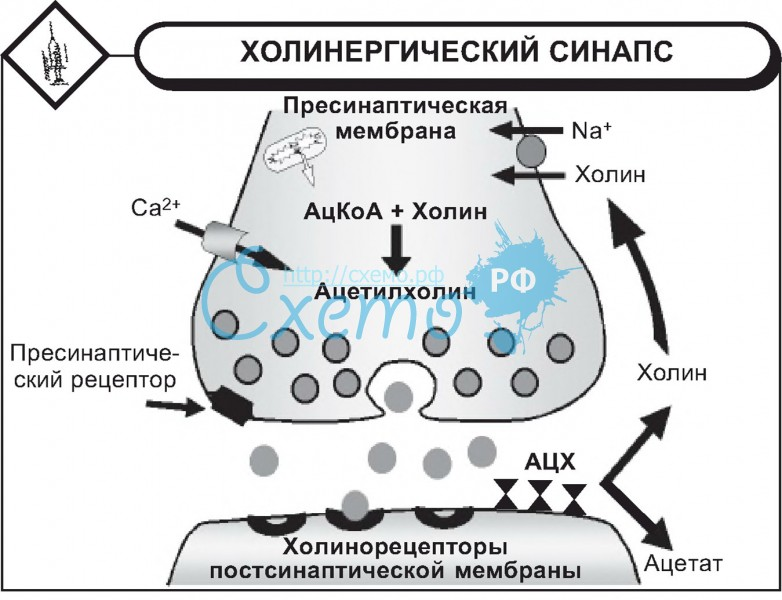 ХОЛИНЕРГИЧЕСКИЙ СИНАПС
Пресинаптическая
мембрана
Na⁺
Холин
Ca²⁺
АцКоА + Холин
http://схемо.рф
Ацетилхолин
Схемо
РФ
Пресинаптиче-
ский рецептор
Холин
АЦХ
Холинорецепторы
постсинаптической мембраны
Ацетат